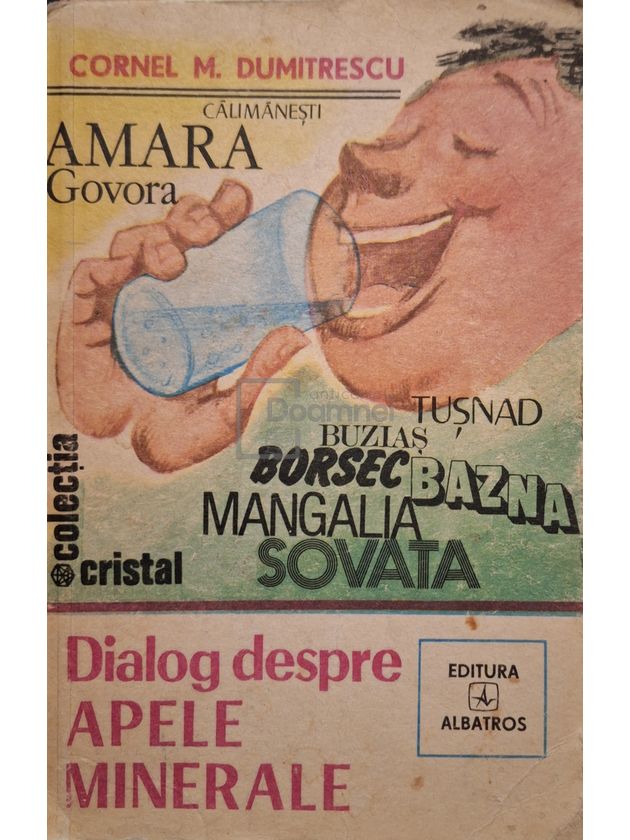 CORNEL M. DUMITRESCU
CĂLIMĂNEȘTI
AMARA
Govora
TUȘNAD
BUZIAȘ
BORSEC
BAZNA
MANGALIA
SOVATA
colecția
cristal
Dialog despre
APELE
MINERALE
EDITURA
ALBATROS